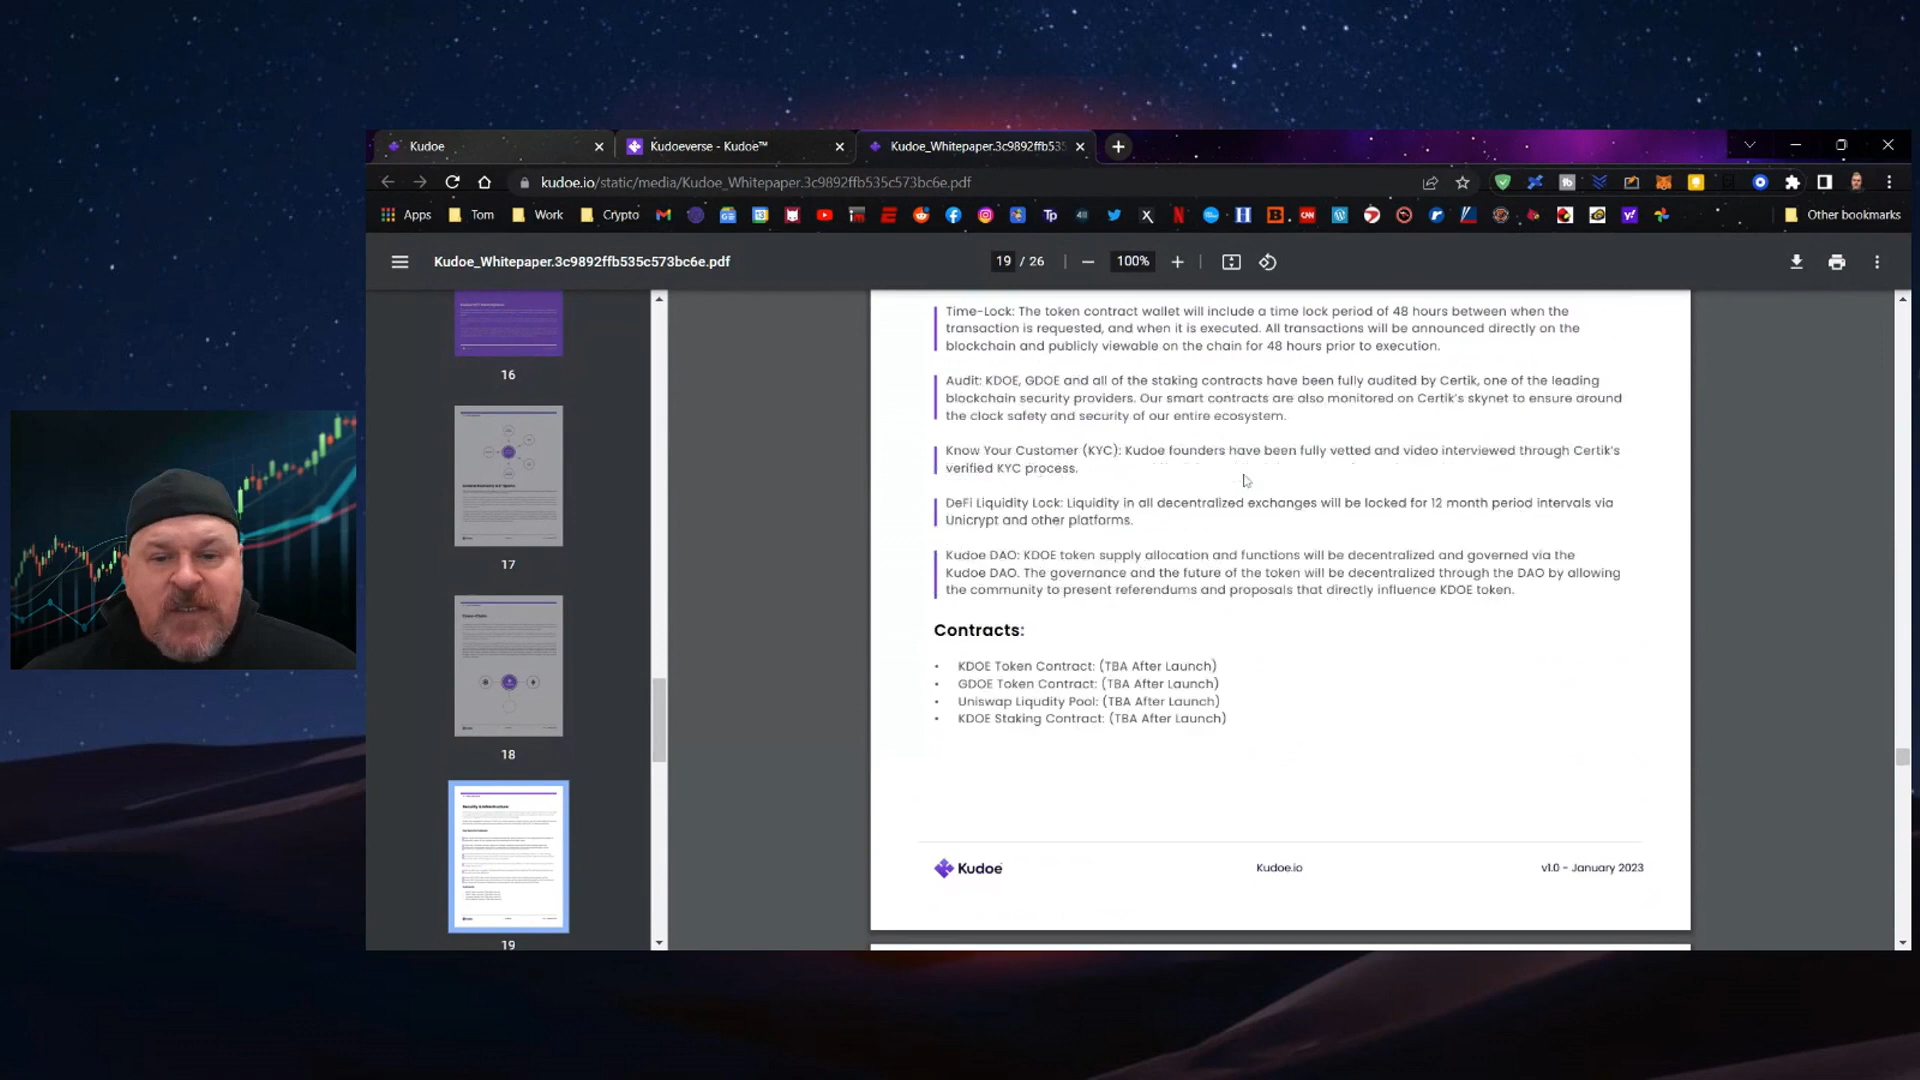 Kudoe
Kudoeverse - Kudoe™
Kudoe_Whitepaper.3c9892ffb535
kudoe.io/static/media/Kudoe_Whitepaper.3c9892ffb535c573bc6e.pdf
Apps Tom Work Crypto Other bookmarks
Kudoe_Whitepaper.3c9892ffb535c573bc6e.pdf 19 / 26 100%
16
17
18
19
Time-Lock: The token contract wallet will include a time lock period of 48 hours between when the
transaction is requested, and when it is executed. All transactions will be announced directly on the
blockchain and publicly viewable on the chain for 48 hours prior to execution.
Audit: KDOE, GDOE and all of the staking contracts have been fully audited by Certik, one of the leading
blockchain security providers. Our smart contracts are also monitored on Certik's skynet to ensure around
the clock safety and security of our entire ecosystem.
Know Your Customer (KYC): Kudoe founders have been fully vetted and video interviewed through Certik's
verified KYC process.
DeFi Liquidity Lock: Liquidity in all decentralized exchanges will be locked for 12 month period intervals via
Unicrypt and other platforms.
Kudoe DAO: KDOE token supply allocation and functions will be decentralized and governed via the
Kudoe DAO. The governance and the future of the token will be decentralized through the DAO by allowing
the community to present referendums and proposals that directly influence KDOE token.
Contracts:
• KDOE Token Contract: (TBA After Launch)
• GDOE Token Contract: (TBA After Launch)
• Uniswap Liqudity Pool: (TBA After Launch)
• KDOE Staking Contract: (TBA After Launch)
Kudoe Kudoe.io v1.0 - January 2023